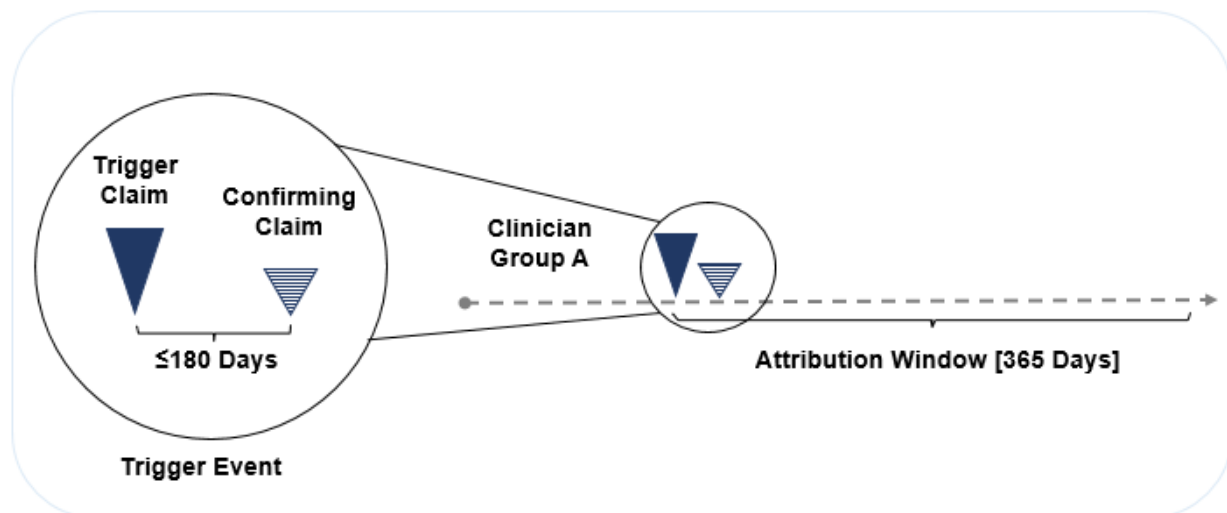 Trigger
Claim
Confirming
Claim
≤180 Days
Trigger Event
Clinician
Group A
Attribution Window [365 Days]